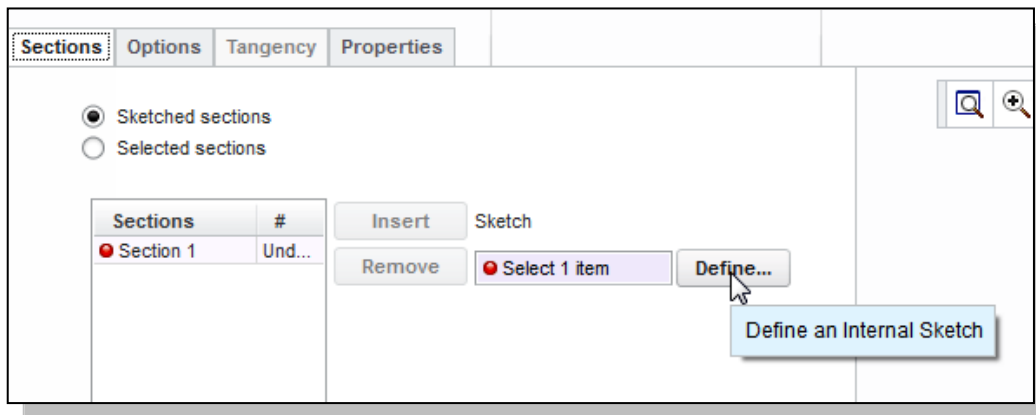 Sections Options Tangency Properties
Sketched sections
Selected sections
Sections # Insert Sketch
Section 1 Und...
Remove Select 1 item Define...
Define an Internal Sketch